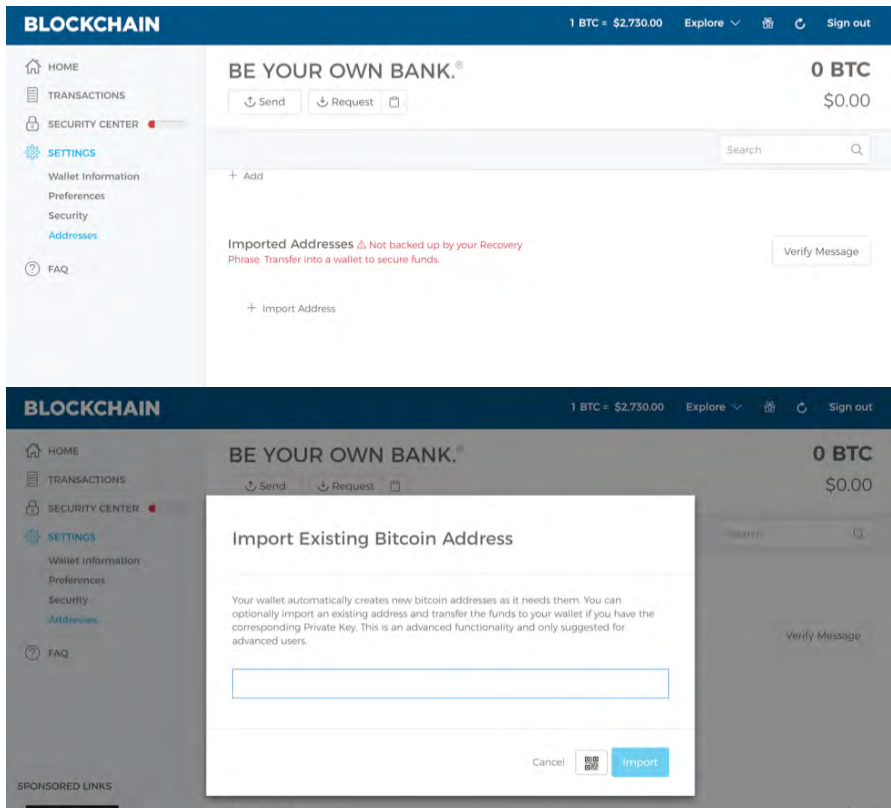 BLOCKCHAIN
1 BTC = $2,730.00 Explore Sign out
HOME
TRANSACTIONS
SECURITY CENTER
SETTINGS
Wallet Information
Preferences
Security
Addresses
FAQ
BE YOUR OWN BANK.®
Send Request
0 BTC
$0.00
Search
+ Add
Imported Addresses Not backed up by your Recovery
Phrase. Transfer into a wallet to secure funds.
Verify Message
+ Import Address
BLOCKCHAIN
1 BTC = $2,730.00 Explore Sign out
HOME
TRANSACTIONS
SECURITY CENTER
SETTINGS
Wallet Information
Preferences
Security
Addresses
FAQ
SPONSORED LINKS
BE YOUR OWN BANK.®
Send Request
0 BTC
$0.00
Search
Verify Message
Import Existing Bitcoin Address
Your wallet automatically creates new bitcoin addresses as it needs them. You can
optionally import an existing address and transfer the funds to your wallet if you have the
corresponding Private Key. This is an advanced functionality and only suggested for
advanced users.
Cancel Import